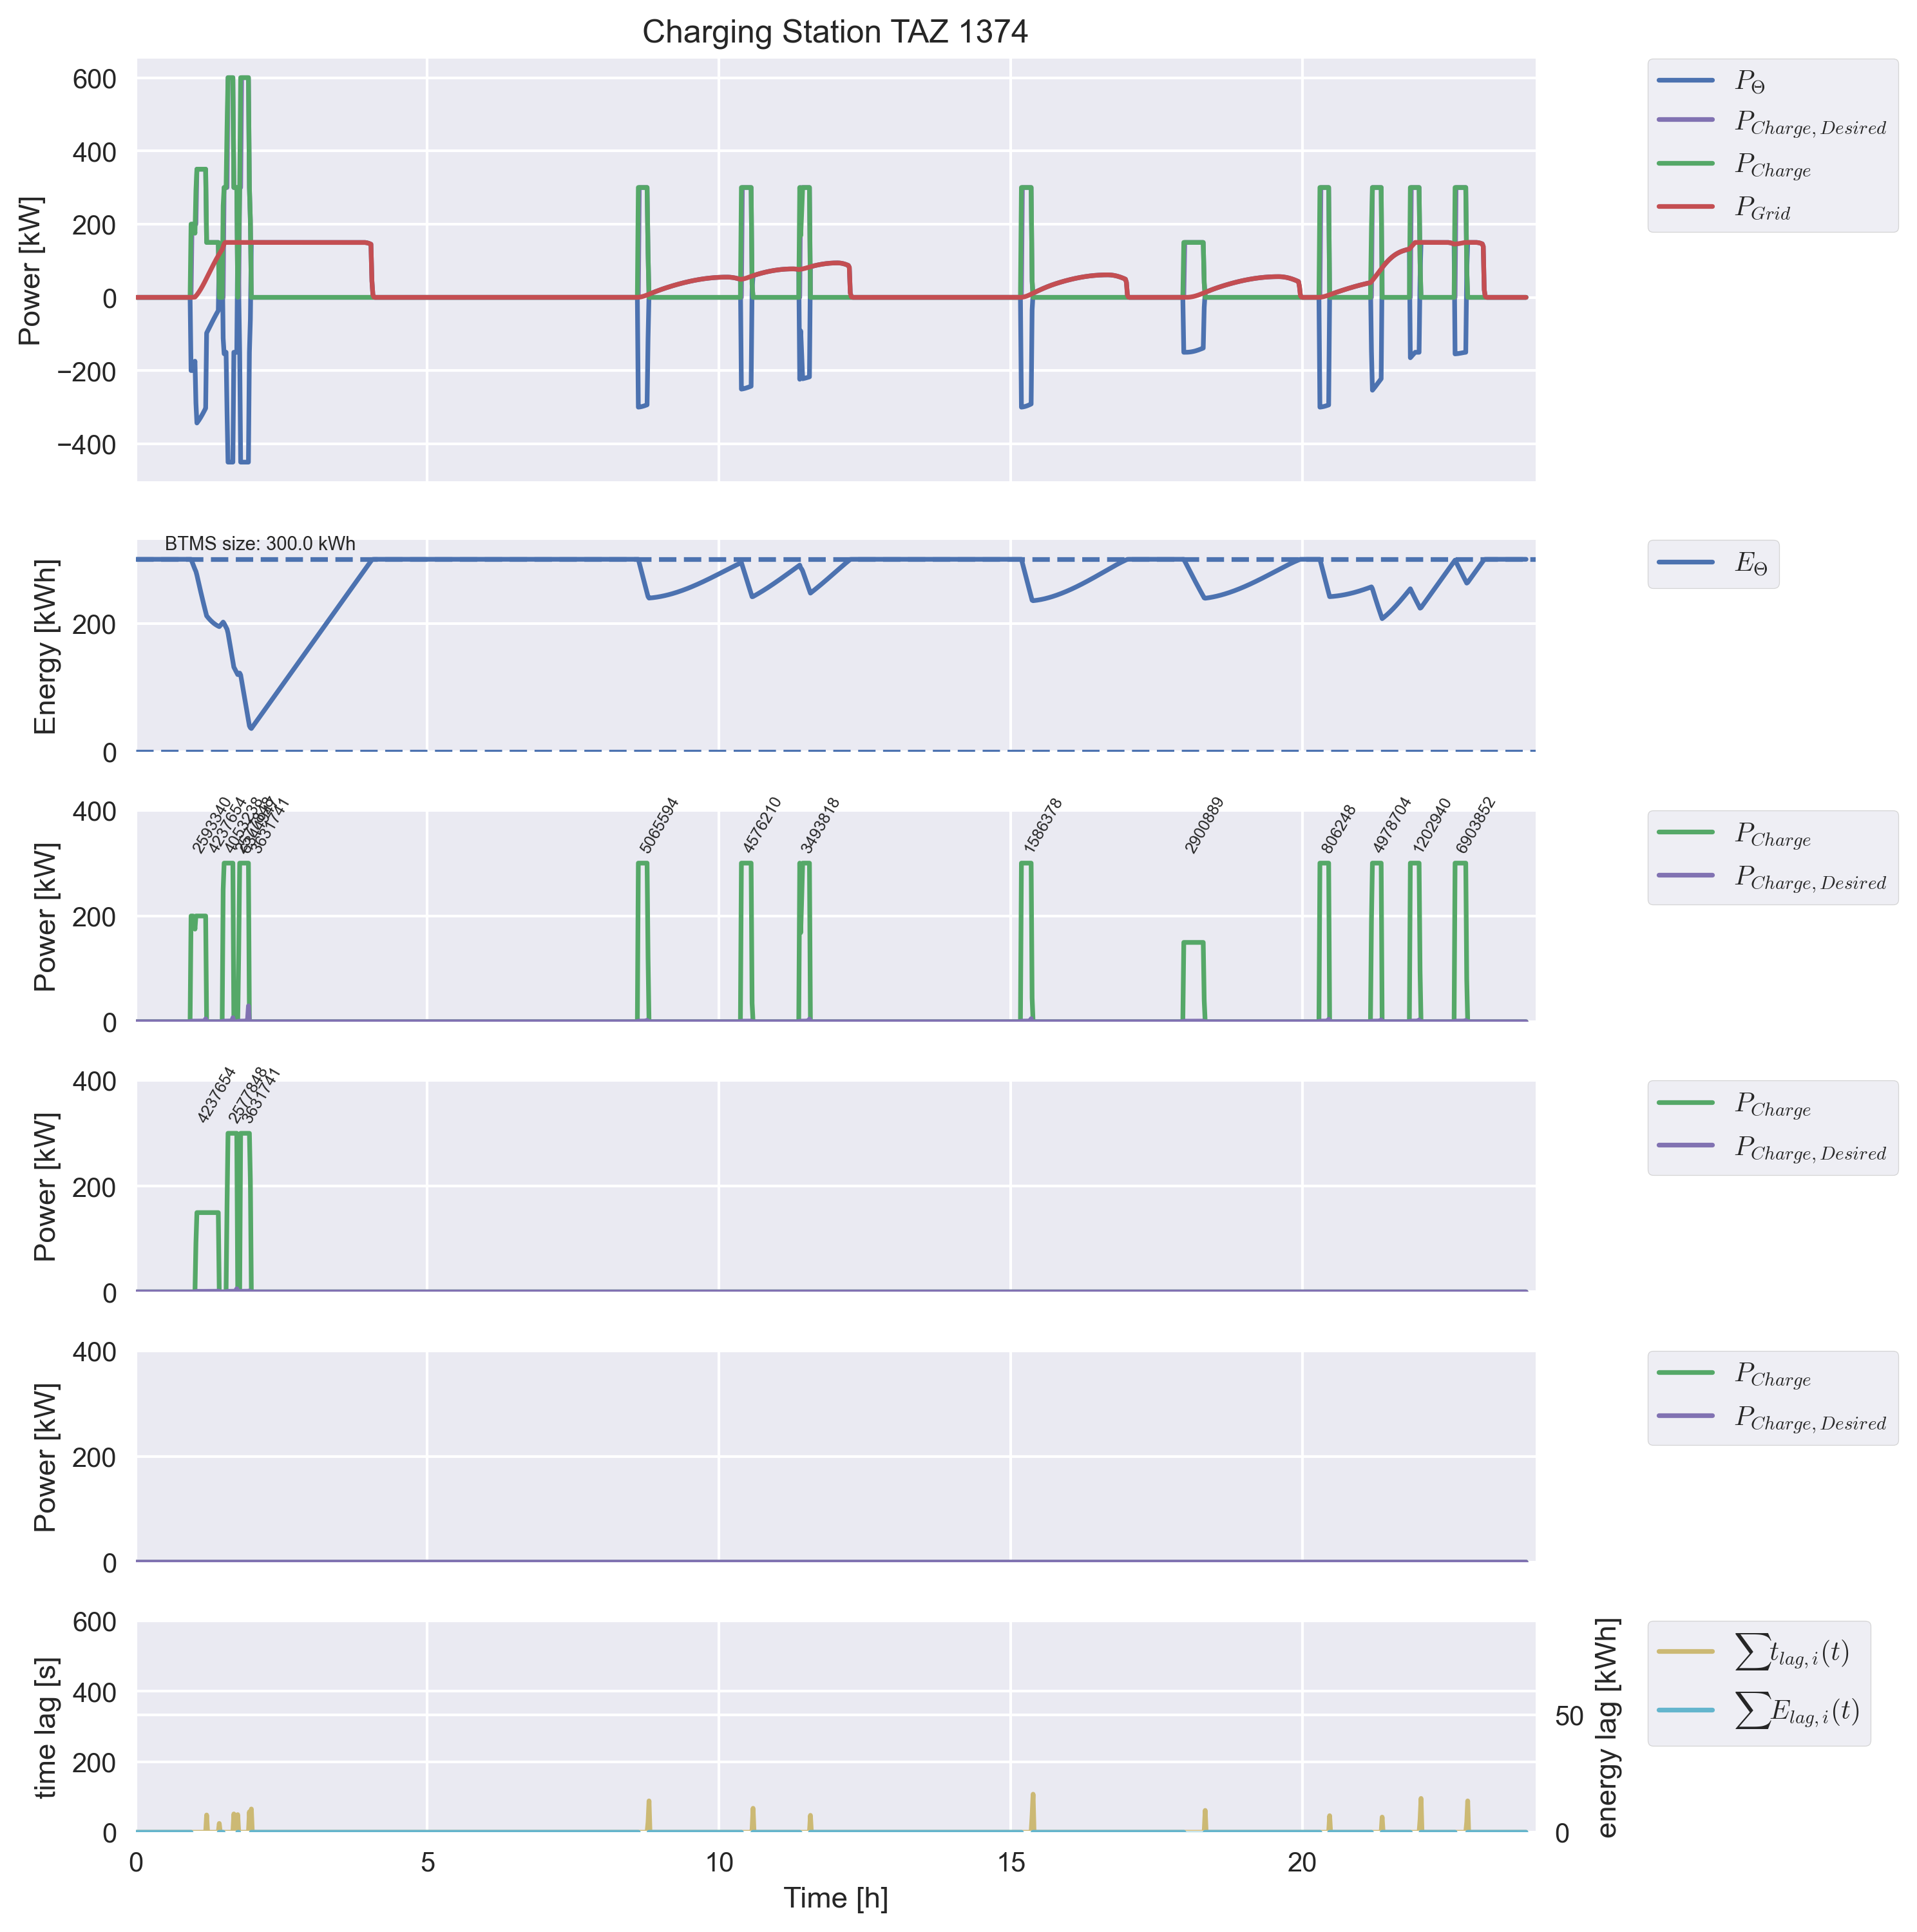 Charging Station TAZ 1374
Power [kW]
600
400
200
0
−200
−400
P_Θ
P_Charge, Desired
P_Charge
P_Grid
BTMS size: 300.0 kWh
Energy [kWh]
200
0
E_Θ
Power [kW]
400
200
0
2593340
4237654
3631741
5065594
4576210
3493818
1586378
2900889
806248
4978704
1202940
6903852
P_Charge
P_Charge, Desired
Power [kW]
400
200
0
4237654
2577848
3631741
P_Charge
P_Charge, Desired
Power [kW]
400
200
0
P_Charge
P_Charge, Desired
time lag [s]
600
400
200
0
energy lag [kWh]
50
0
∑t_lag, i(t)
∑E_lag, i(t)
0 5 10 15 20
Time [h]